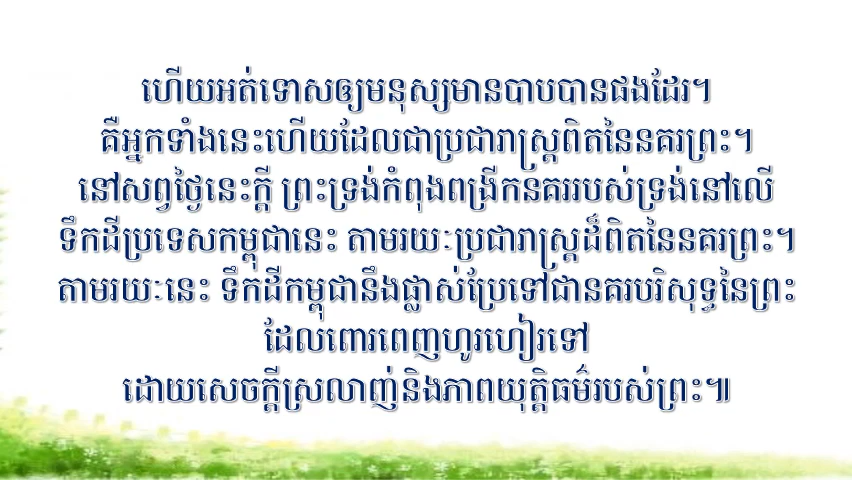 ហើយអត់ទោសឲ្យមនុស្សមានបាបបានផងដែរ។
គឺអ្នកទាំងនេះហើយដែលជាប្រជារាស្ត្រពិតនៃនគរព្រះ។
នៅសព្វថ្ងៃនេះក្ដី ព្រះទ្រង់កំពុងពង្រីកនគររបស់ទ្រង់នៅលើ
ទឹកដីប្រទេសកម្ពុជានេះ តាមរយៈប្រជារាស្ត្រដ៏ពិតនៃនគរព្រះ។
តាមរយៈនេះ ទឹកដីកម្ពុជានឹងផ្លាស់ប្រែទៅជានគរបរិសុទ្ធនៃព្រះ
ដែលពោរពេញហូរហៀរទៅ
ដោយសេចក្ដីស្រលាញ់និងភាពយុត្តិធម៌របស់ព្រះ៕